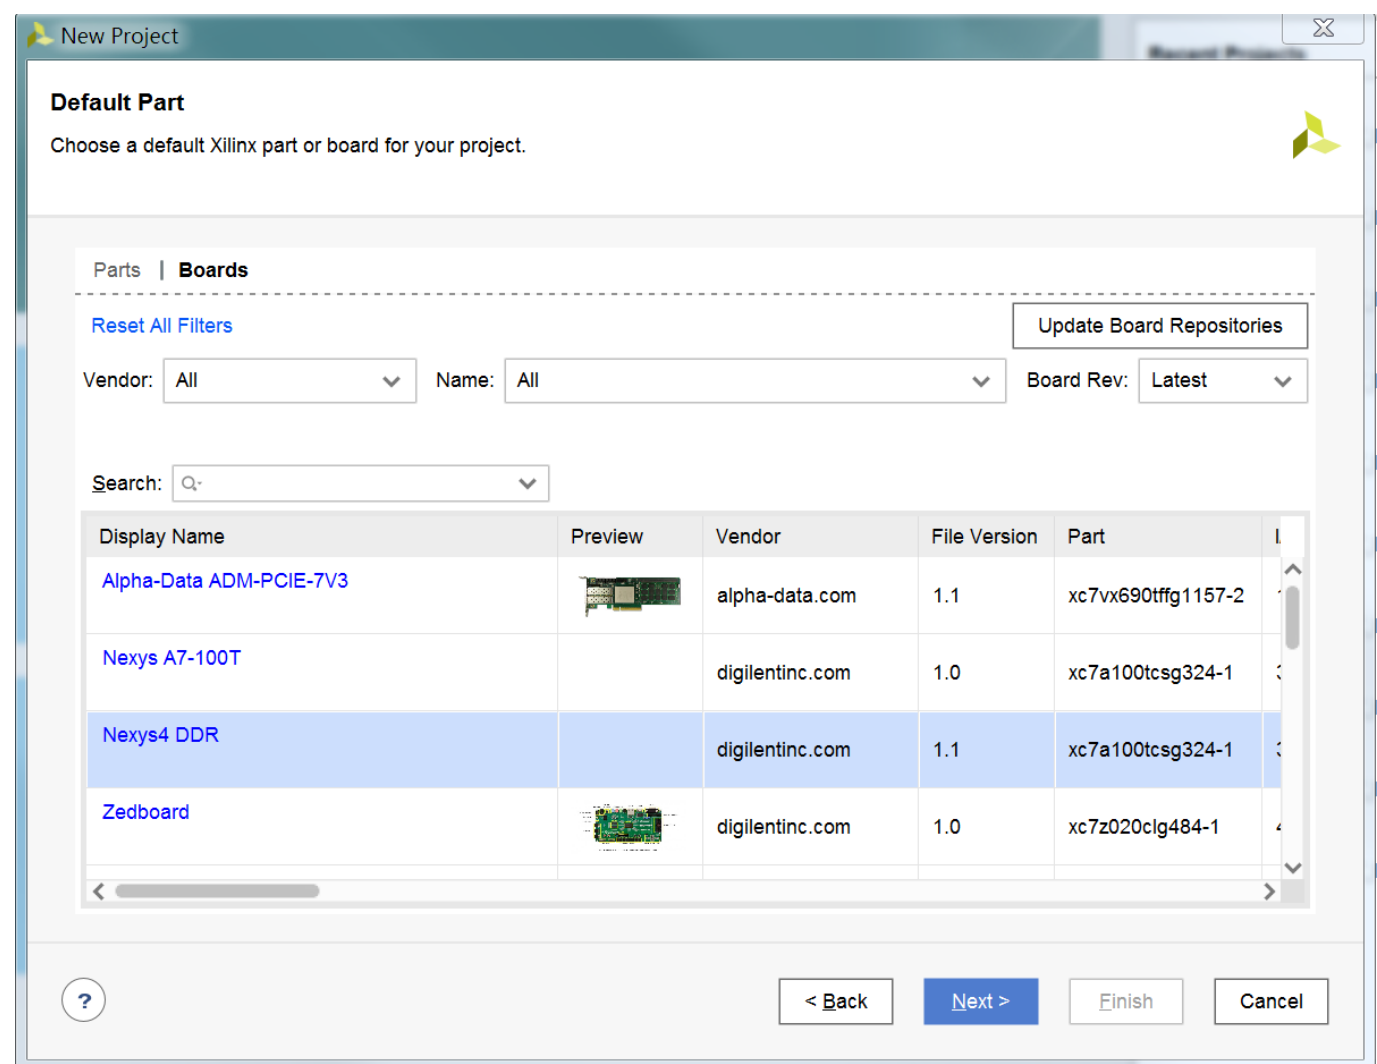 New Project
Recent Projects
Default Part
Choose a default Xilinx part or board for your project.
Parts | Boards
Reset All Filters
Update Board Repositories
Vendor: All Name: All Board Rev: Latest
Search:
Display Name Preview Vendor File Version Part
Alpha-Data ADM-PCIE-7V3 alpha-data.com 1.1 xc7vx690tffg1157-2
Nexys A7-100T digilentinc.com 1.0 xc7a100tcsg324-1
Nexys4 DDR digilentinc.com 1.1 xc7a100tcsg324-1
Zedboard digilentinc.com 1.0 xc7z020clg484-1
? < Back Next > Finish Cancel